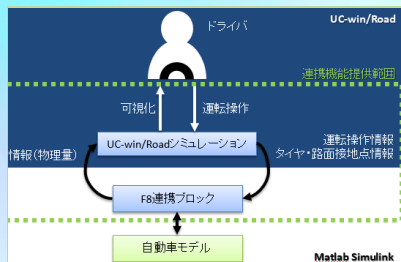 UC-win/Road
ドライバ
連携機能提供範囲
可視化
運転操作
UC-win/Roadシミュレーション
情報(物理量)
運転操作情報
タイヤ・路面接地点情報
F8連携ブロック
自動車モデル
Matlab Simulink